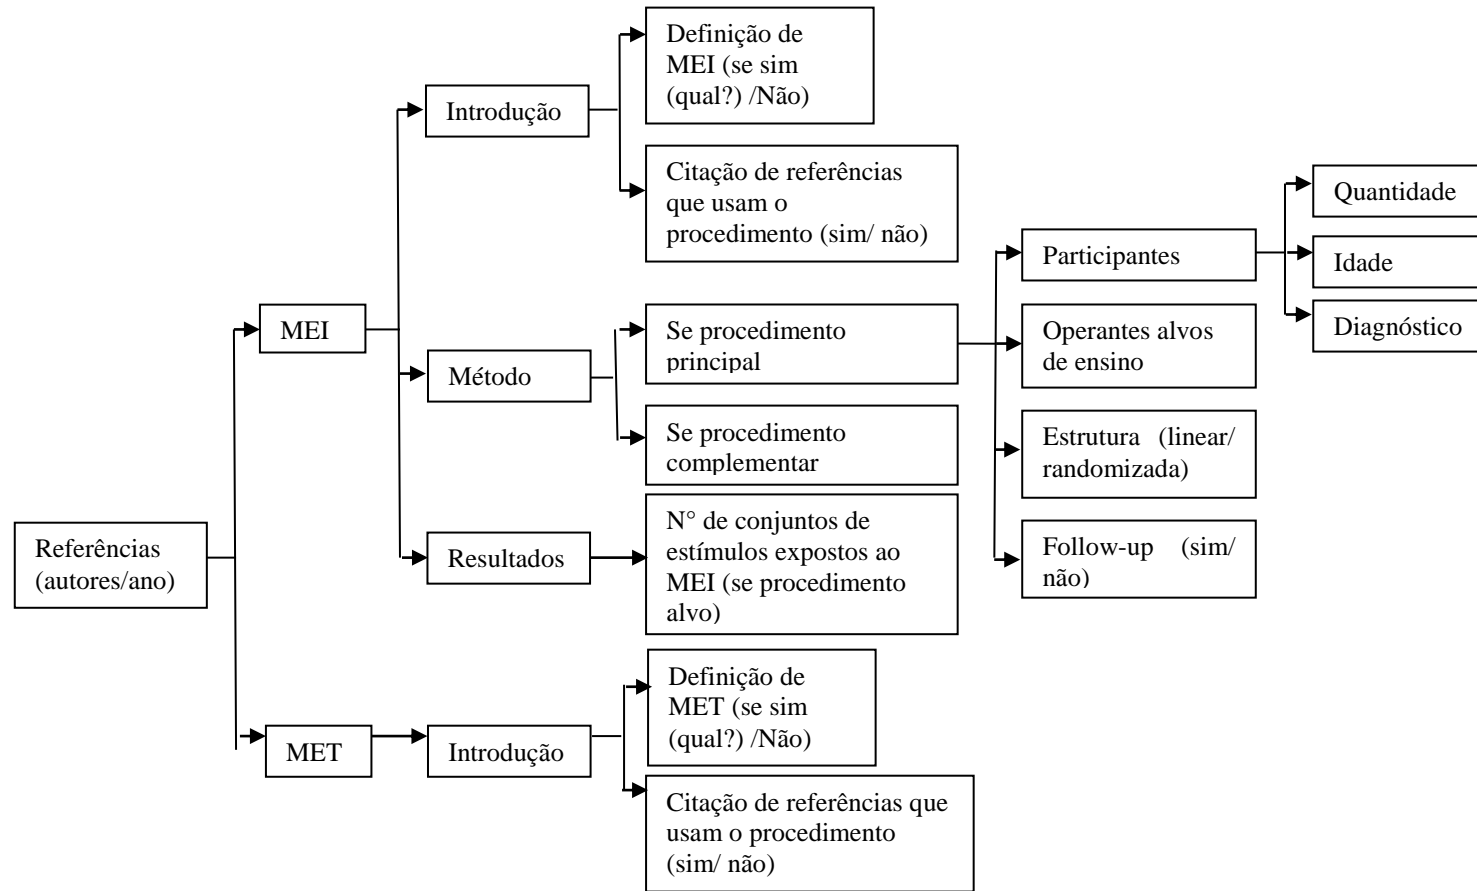 Referências
(autores/ano)
MEI
Introdução
Definição de
MEI (se sim
(qual?) /Não)
Citação de referências
que usam o
procedimento (sim/ não)
Método
Se procedimento
principal
Participantes
Quantidade
Idade
Diagnóstico
Operantes alvos
de ensino
Estrutura (linear/
randomizada)
Follow-up (sim/
não)
Se procedimento
complementar
Resultados
N° de conjuntos de
estímulos expostos ao
MEI (se procedimento
alvo)
MET
Introdução
Definição de
MET (se sim
(qual?) /Não)
Citação de referências que
usam o procedimento
(sim/ não)